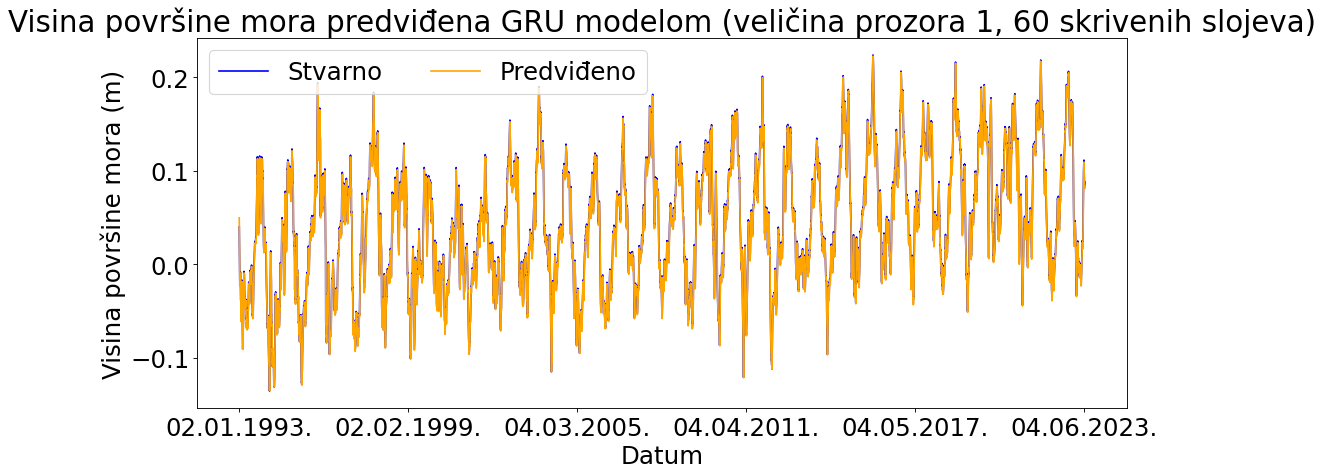 Visina površine mora predviđena GRU modelom (veličina prozora 1, 60 skrivenih slojeva)
Stvarno Predviđeno
Visina površine mora (m)
0.2
0.1
0.0
−0.1
02.01.1993. 02.02.1999. 04.03.2005. 04.04.2011. 04.05.2017. 04.06.2023.
Datum